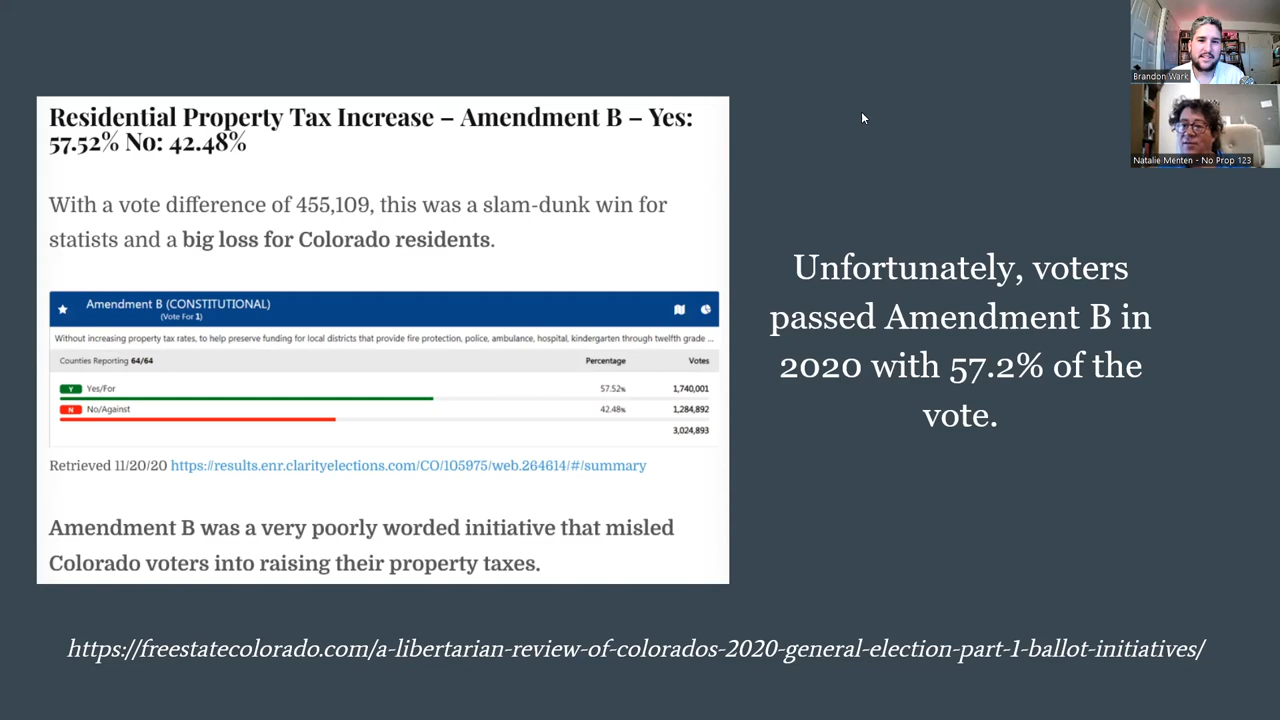 Brandon Wark
Natalie Menten - No Prop 123
Residential Property Tax Increase – Amendment B – Yes:
57.52% No: 42.48%
With a vote difference of 455,109, this was a slam-dunk win for
statists and a big loss for Colorado residents.
Amendment B (CONSTITUTIONAL)
(Vote For 1)
Without increasing property tax rates, to help preserve funding for local districts that provide fire protection, police, ambulance, hospital, kindergarten through twelfth grade ...
Counties Reporting 64/64 Percentage Votes
Y Yes/For 57.52% 1,740,001
N No/Against 42.48% 1,284,892
3,024,893
Retrieved 11/20/20 https://results.enr.clarityelections.com/CO/105975/web.264614/#/summary
Amendment B was a very poorly worded initiative that misled
Colorado voters into raising their property taxes.
Unfortunately, voters
passed Amendment B in
2020 with 57.2% of the
vote.
https://freestatecolorado.com/a-libertarian-review-of-colorados-2020-general-election-part-1-ballot-initiatives/